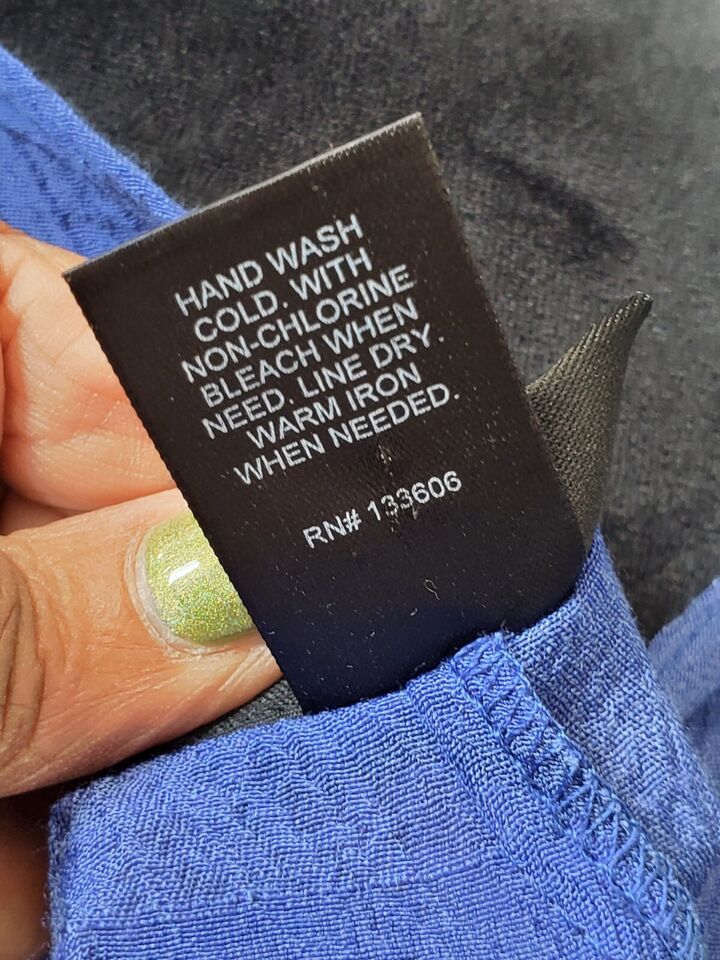 HAND WASH
COLD. WITH
NON-CHLORINE
BLEACH WHEN
NEED. LINE DRY.
WARM IRON
WHEN NEEDED.
RN# 133606